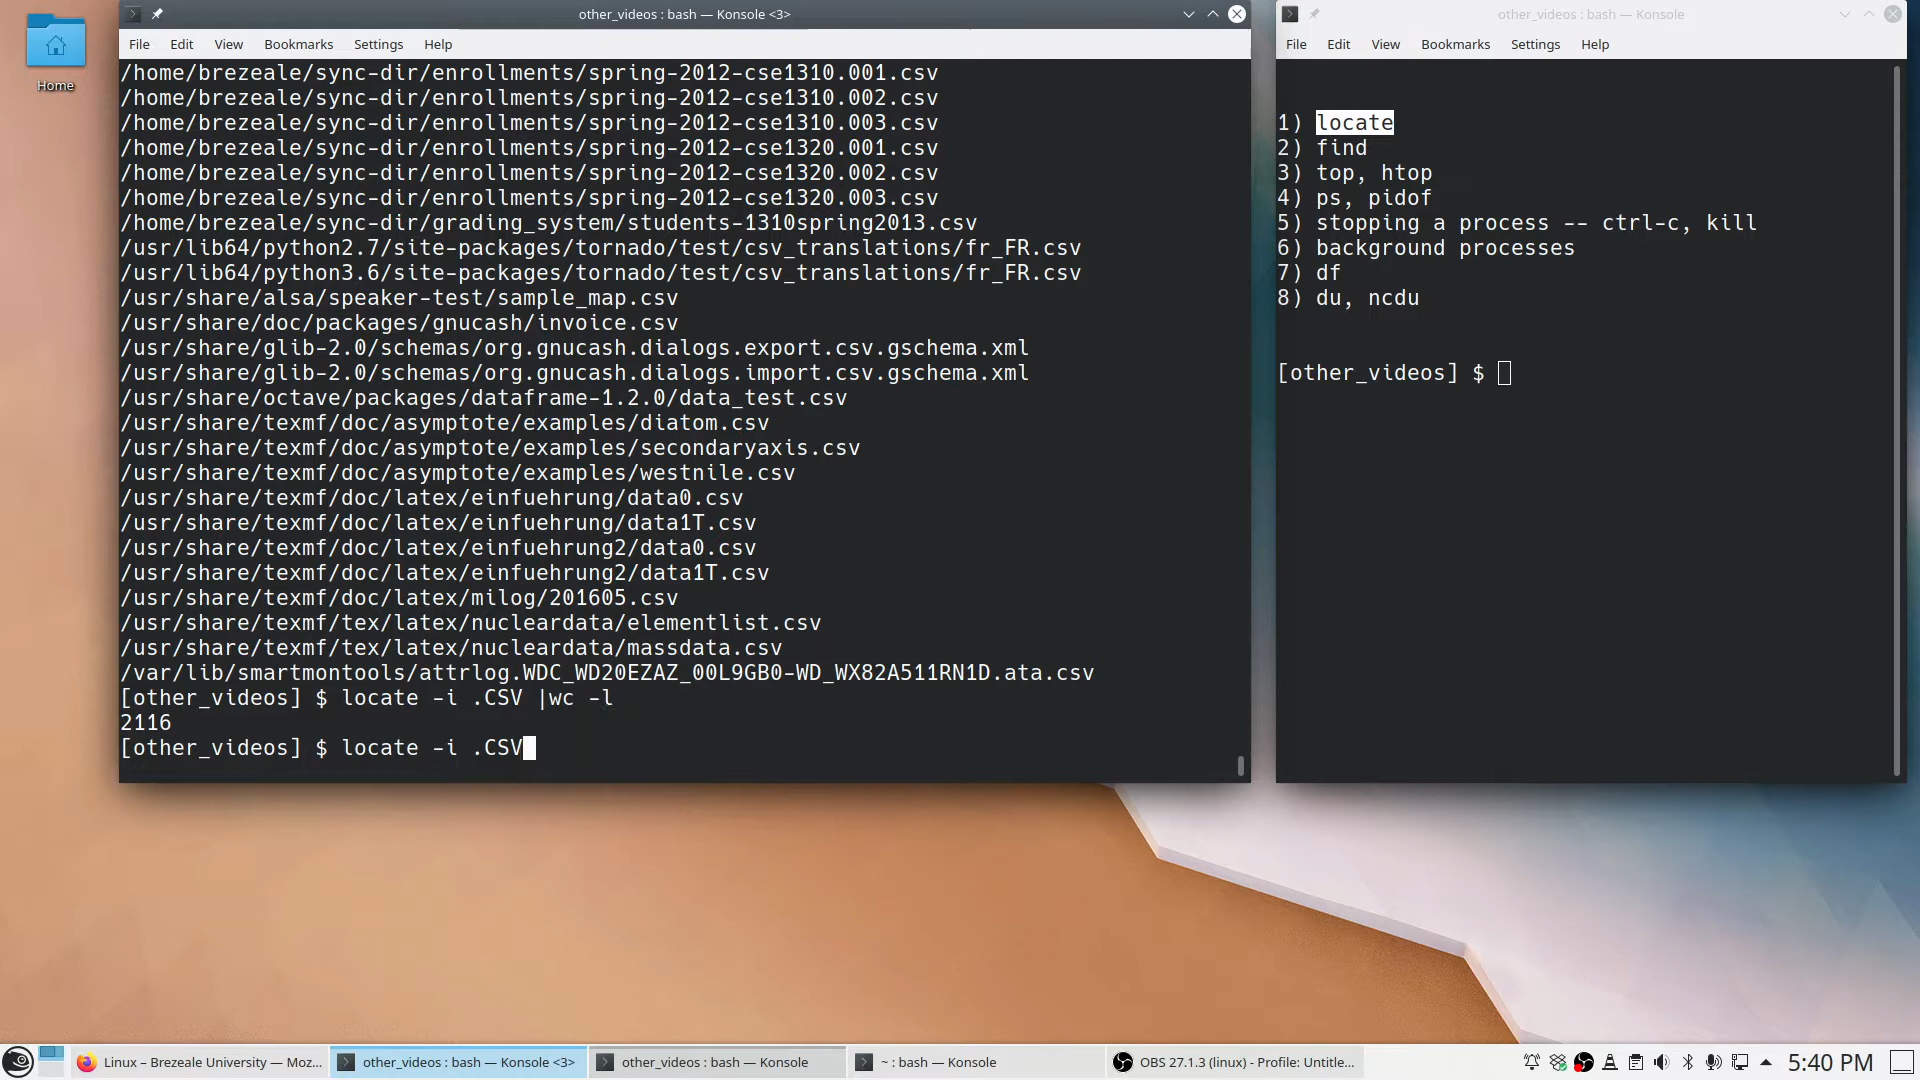 Home
other_videos : bash — Konsole <3>
File Edit View Bookmarks Settings Help
/home/brezeale/sync-dir/enrollments/spring-2012-cse1310.001.csv
/home/brezeale/sync-dir/enrollments/spring-2012-cse1310.002.csv
/home/brezeale/sync-dir/enrollments/spring-2012-cse1310.003.csv
/home/brezeale/sync-dir/enrollments/spring-2012-cse1320.001.csv
/home/brezeale/sync-dir/enrollments/spring-2012-cse1320.002.csv
/home/brezeale/sync-dir/enrollments/spring-2012-cse1320.003.csv
/home/brezeale/sync-dir/grading_system/students-1310spring2013.csv
/usr/lib64/python2.7/site-packages/tornado/test/csv_translations/fr_FR.csv
/usr/lib64/python3.6/site-packages/tornado/test/csv_translations/fr_FR.csv
/usr/share/alsa/speaker-test/sample_map.csv
/usr/share/doc/packages/gnucash/invoice.csv
/usr/share/glib-2.0/schemas/org.gnucash.dialogs.export.csv.gschema.xml
/usr/share/glib-2.0/schemas/org.gnucash.dialogs.import.csv.gschema.xml
/usr/share/octave/packages/dataframe-1.2.0/data_test.csv
/usr/share/texmf/doc/asymptote/examples/diatom.csv
/usr/share/texmf/doc/asymptote/examples/secondaryaxis.csv
/usr/share/texmf/doc/asymptote/examples/westnile.csv
/usr/share/texmf/doc/latex/einfuehrung/data0.csv
/usr/share/texmf/doc/latex/einfuehrung/data1T.csv
/usr/share/texmf/doc/latex/einfuehrung2/data0.csv
/usr/share/texmf/doc/latex/einfuehrung2/data1T.csv
/usr/share/texmf/doc/latex/milog/201605.csv
/usr/share/texmf/tex/latex/nucleardata/elementlist.csv
/usr/share/texmf/tex/latex/nucleardata/massdata.csv
/var/lib/smartmontools/attrlog.WDC_WD20EZAZ_00L9GB0-WD_WX82A511RN1D.ata.csv
[other_videos] $ locate -i .CSV |wc -l
2116
[other_videos] $ locate -i .CSV
other_videos : bash — Konsole
File Edit View Bookmarks Settings Help
1) locate
2) find
3) top, htop
4) ps, pidof
5) stopping a process -- ctrl-c, kill
6) background processes
7) df
8) du, ncdu
[other_videos] $
Linux – Brezeale University — Moz...
other_videos : bash — Konsole <3>
other_videos : bash — Konsole
~ : bash — Konsole
OBS 27.1.3 (linux) - Profile: Untitle...
5:40 PM